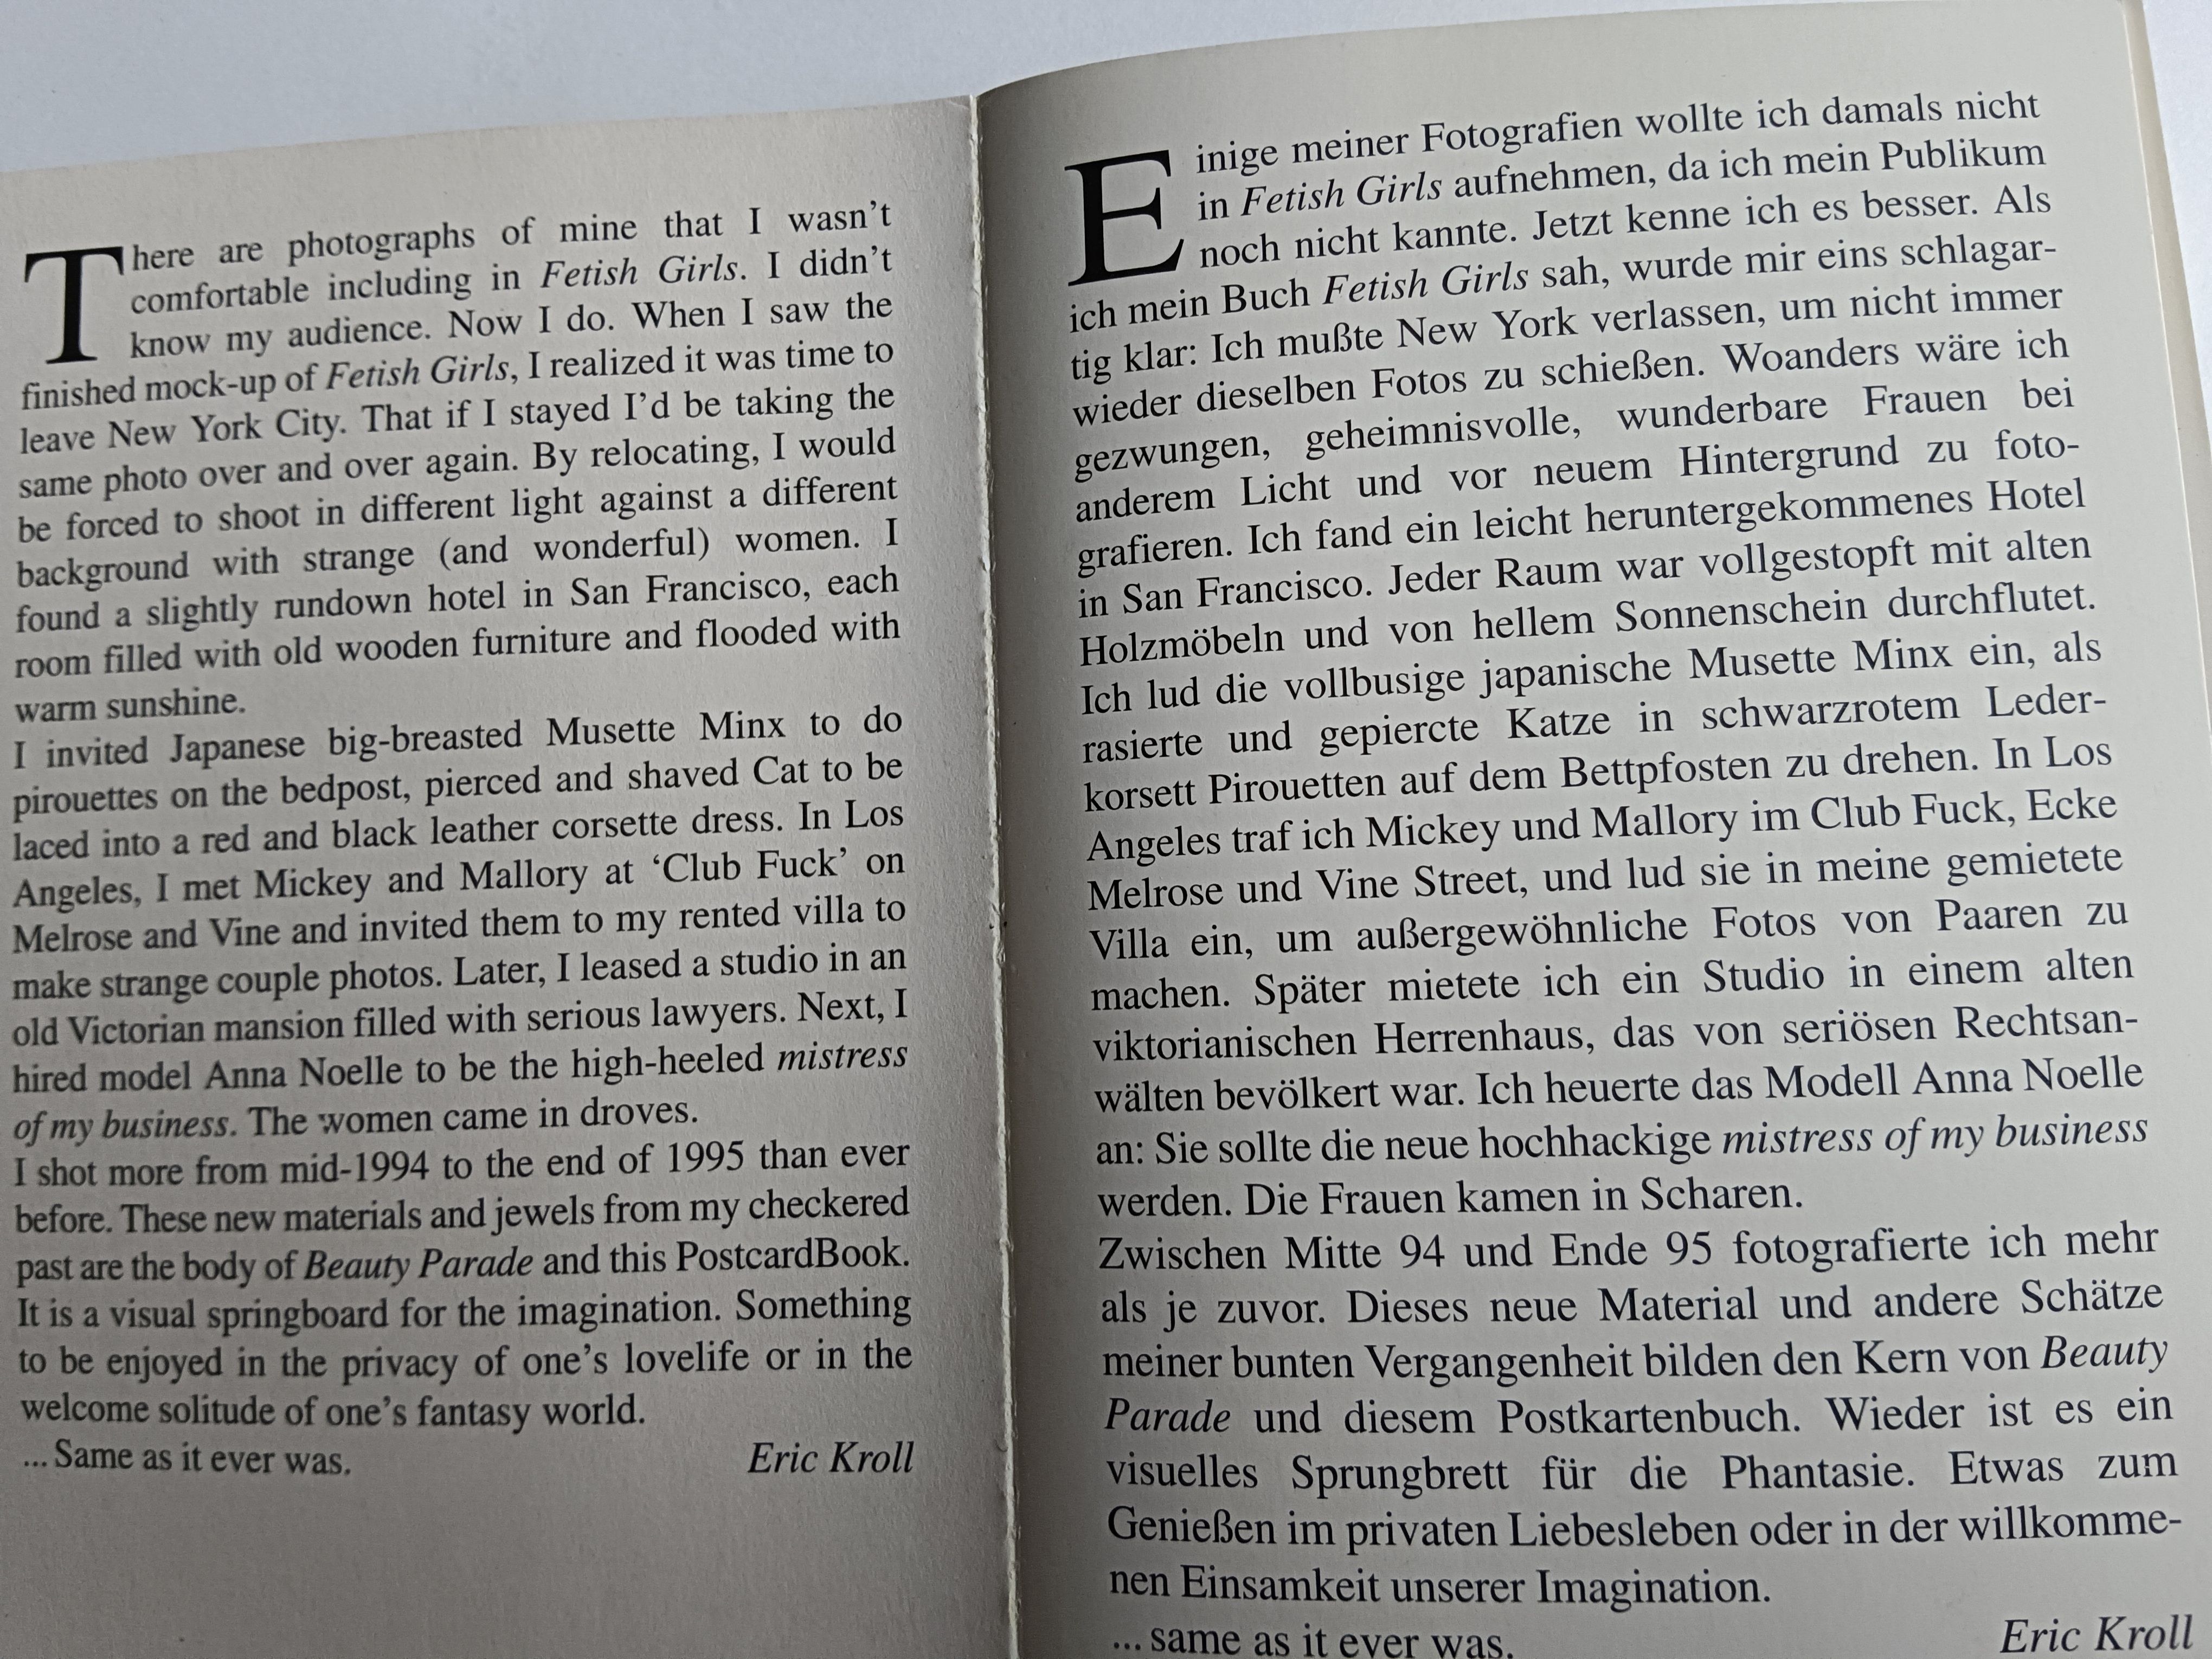 There are photographs of mine that I wasn't
comfortable including in Fetish Girls. I didn't
know my audience. Now I do. When I saw the
finished mock-up of Fetish Girls, I realized it was time to
leave New York City. That if I stayed I'd be taking the
same photo over and over again. By relocating, I would
be forced to shoot in different light against a different
background with strange (and wonderful) women. I
found a slightly rundown hotel in San Francisco, each
room filled with old wooden furniture and flooded with
warm sunshine.
I invited Japanese big-breasted Musette Minx to do
pirouettes on the bedpost, pierced and shaved Cat to be
laced into a red and black leather corsette dress. In Los
Angeles, I met Mickey and Mallory at ‘Club Fuck’ on
Melrose and Vine and invited them to my rented villa to
make strange couple photos. Later, I leased a studio in an
old Victorian mansion filled with serious lawyers. Next, I
hired model Anna Noelle to be the high-heeled mistress
of my business. The women came in droves.
I shot more from mid-1994 to the end of 1995 than ever
before. These new materials and jewels from my checkered
past are the body of Beauty Parade and this PostcardBook.
It is a visual springboard for the imagination. Something
to be enjoyed in the privacy of one's lovelife or in the
welcome solitude of one's fantasy world.
... Same as it ever was. Eric Kroll
Einige meiner Fotografien wollte ich damals nicht
in Fetish Girls aufnehmen, da ich mein Publikum
noch nicht kannte. Jetzt kenne ich es besser. Als
ich mein Buch Fetish Girls sah, wurde mir eins schlagar-
tig klar: Ich mußte New York verlassen, um nicht immer
wieder dieselben Fotos zu schießen. Woanders wäre ich
gezwungen, geheimnisvolle, wunderbare Frauen bei
anderem Licht und vor neuem Hintergrund zu foto-
grafieren. Ich fand ein leicht heruntergekommenes Hotel
in San Francisco. Jeder Raum war vollgestopft mit alten
Holzmöbeln und von hellem Sonnenschein durchflutet.
Ich lud die vollbusige japanische Musette Minx ein, als
rasierte und gepiercte Katze in schwarzrotem Leder-
korsett Pirouetten auf dem Bettpfosten zu drehen. In Los
Angeles traf ich Mickey und Mallory im Club Fuck, Ecke
Melrose und Vine Street, und lud sie in meine gemietete
Villa ein, um außergewöhnliche Fotos von Paaren zu
machen. Später mietete ich ein Studio in einem alten
viktorianischen Herrenhaus, das von seriösen Rechtsan-
wälten bevölkert war. Ich heuerte das Modell Anna Noelle
an: Sie sollte die neue hochhackige mistress of my business
werden. Die Frauen kamen in Scharen.
Zwischen Mitte 94 und Ende 95 fotografierte ich mehr
als je zuvor. Dieses neue Material und andere Schätze
meiner bunten Vergangenheit bilden den Kern von Beauty
Parade und diesem Postkartenbuch. Wieder ist es ein
visuelles Sprungbrett für die Phantasie. Etwas zum
Genießen im privaten Liebesleben oder in der willkomme-
nen Einsamkeit unserer Imagination.
... same as it ever was. Eric Kroll